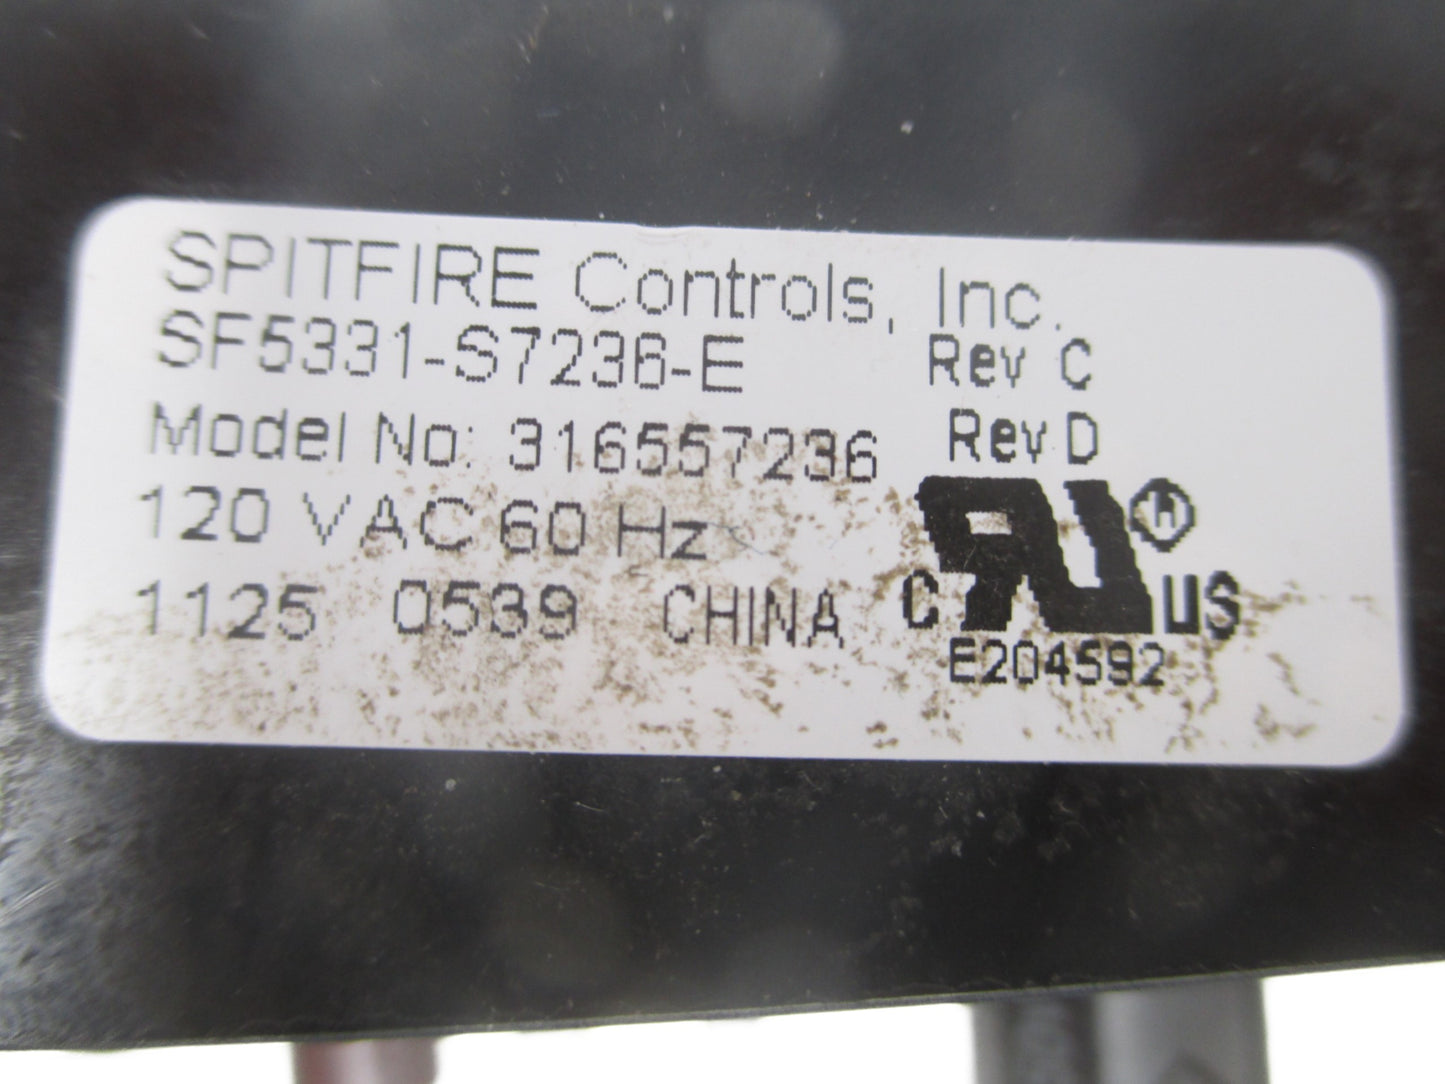 SPITFIRE Controls, Inc.
SF5331-S7236-E Rev C
Model No: 316557236 Rev D
120 VAC 60 Hz
1125 0539 CHINA
c RU ® US
E204592